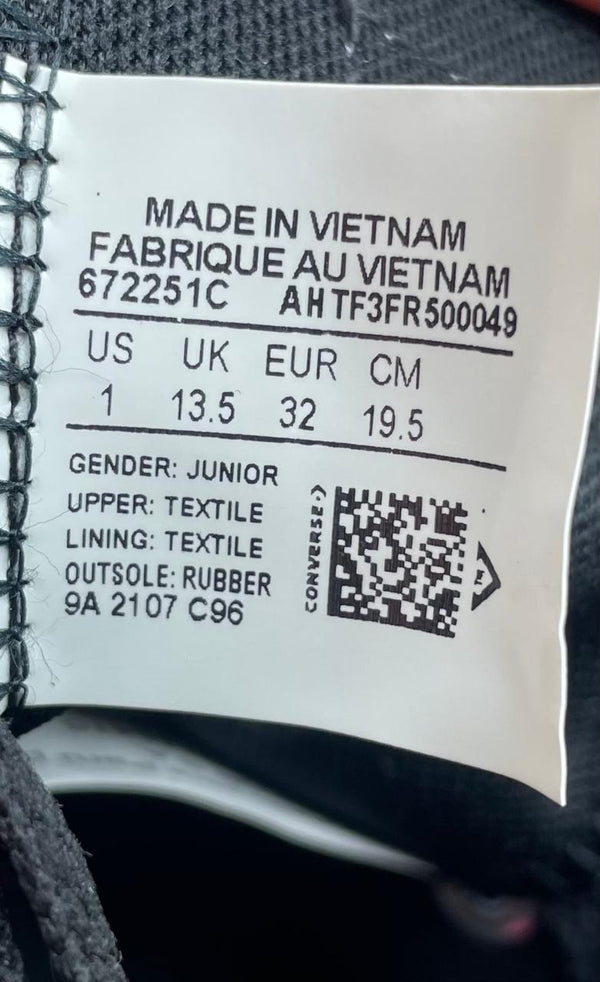 MADE IN VIETNAM
FABRIQUE AU VIETNAM
672251C AHTF3FR500049
US UK EUR CM
1 13.5 32 19.5
GENDER: JUNIOR
UPPER: TEXTILE
LINING: TEXTILE
OUTSOLE: RUBBER
9A 2107 C96
CONVERSE